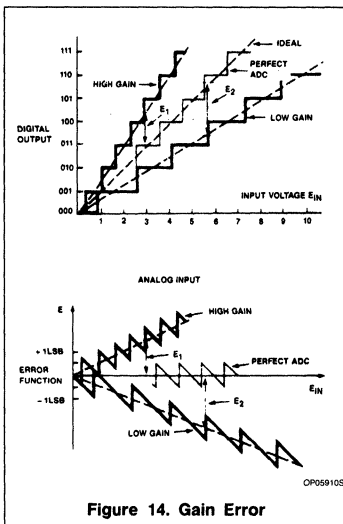 111
110
101
100
011
010
001
000
DIGITAL
OUTPUT
HIGH GAIN
IDEAL
PERFECT
ADC
E1
E2
LOW GAIN
INPUT VOLTAGE EIN
1 2 3 4 5 6 7 8 9 10
ANALOG INPUT
E
HIGH GAIN
+1LSB
E1
PERFECT ADC
ERROR
FUNCTION
EIN
−1LSB
E2
LOW GAIN
OP05910S
Figure 14. Gain Error